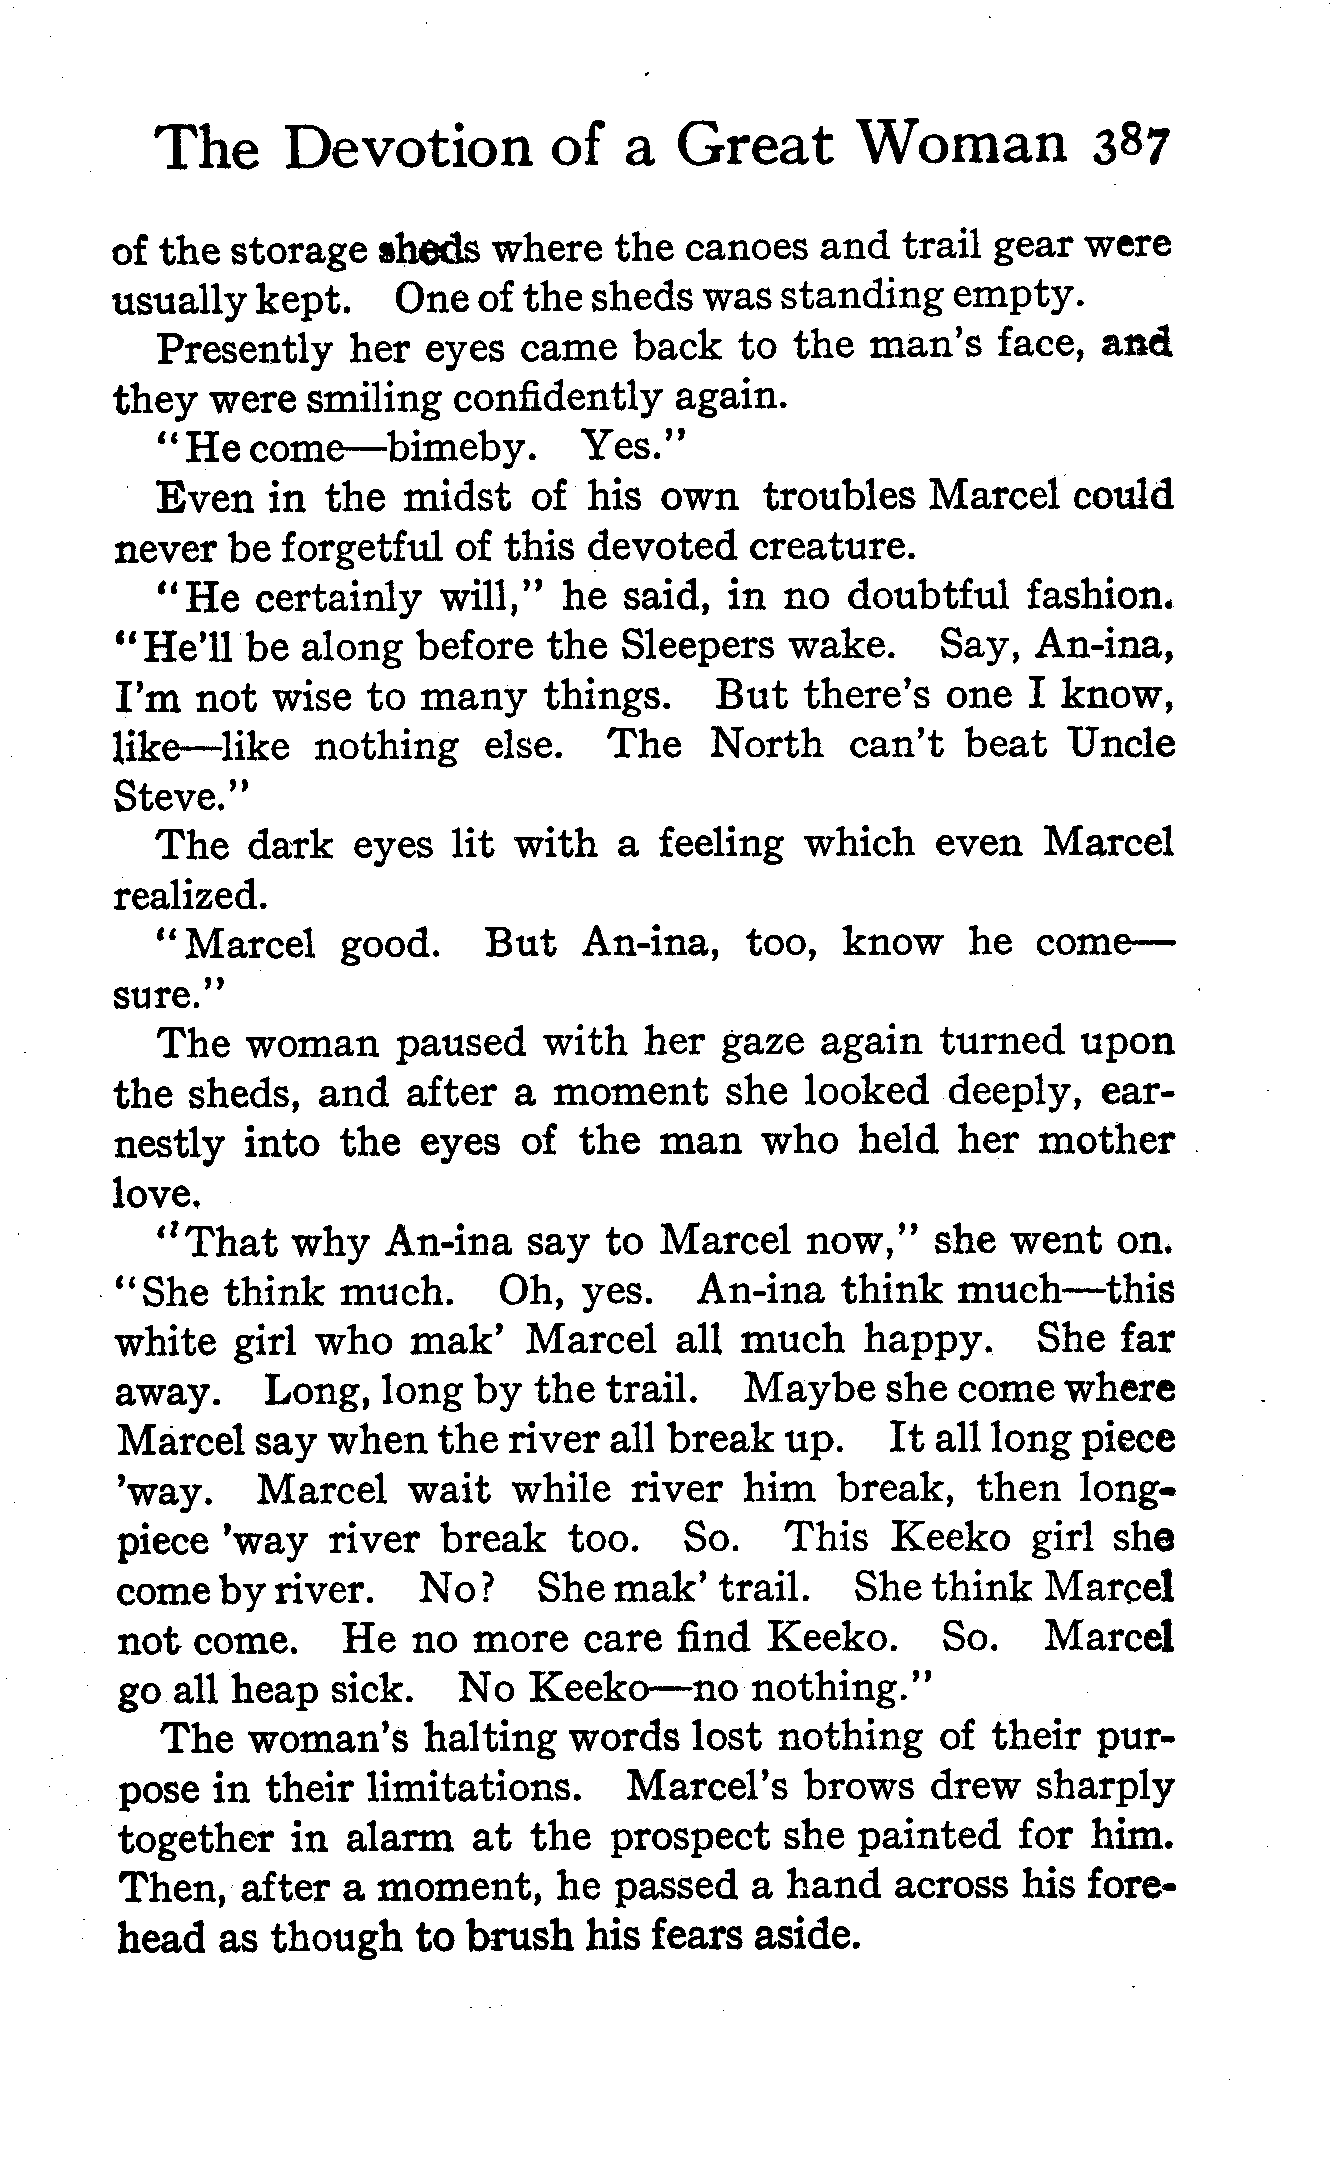 The Devotion of a Great Woman 387
of the storage sheds where the canoes and trail gear were
usually kept. One of the sheds was standing empty.
Presently her eyes came back to the man's face, and
they were smiling confidently again.
"He come—bimeby. Yes."
Even in the midst of his own troubles Marcel could
never be forgetful of this devoted creature.
"He certainly will," he said, in no doubtful fashion.
"He'll be along before the Sleepers wake. Say, An-ina,
I'm not wise to many things. But there's one I know,
like—like nothing else. The North can't beat Uncle
Steve."
The dark eyes lit with a feeling which even Marcel
realized.
"Marcel good. But An-ina, too, know he come—
sure."
The woman paused with her gaze again turned upon
the sheds, and after a moment she looked deeply, ear-
nestly into the eyes of the man who held her mother
love.
"That why An-ina say to Marcel now," she went on.
"She think much. Oh, yes. An-ina think much—this
white girl who mak' Marcel all much happy. She far
away. Long, long by the trail. Maybe she come where
Marcel say when the river all break up. It all long piece
'way. Marcel wait while river him break, then long-
piece 'way river break too. So. This Keeko girl she
come by river. No? She mak' trail. She think Marcel
not come. He no more care find Keeko. So. Marcel
go all heap sick. No Keeko—no nothing."
The woman's halting words lost nothing of their pur-
pose in their limitations. Marcel's brows drew sharply
together in alarm at the prospect she painted for him.
Then, after a moment, he passed a hand across his fore-
head as though to brush his fears aside.